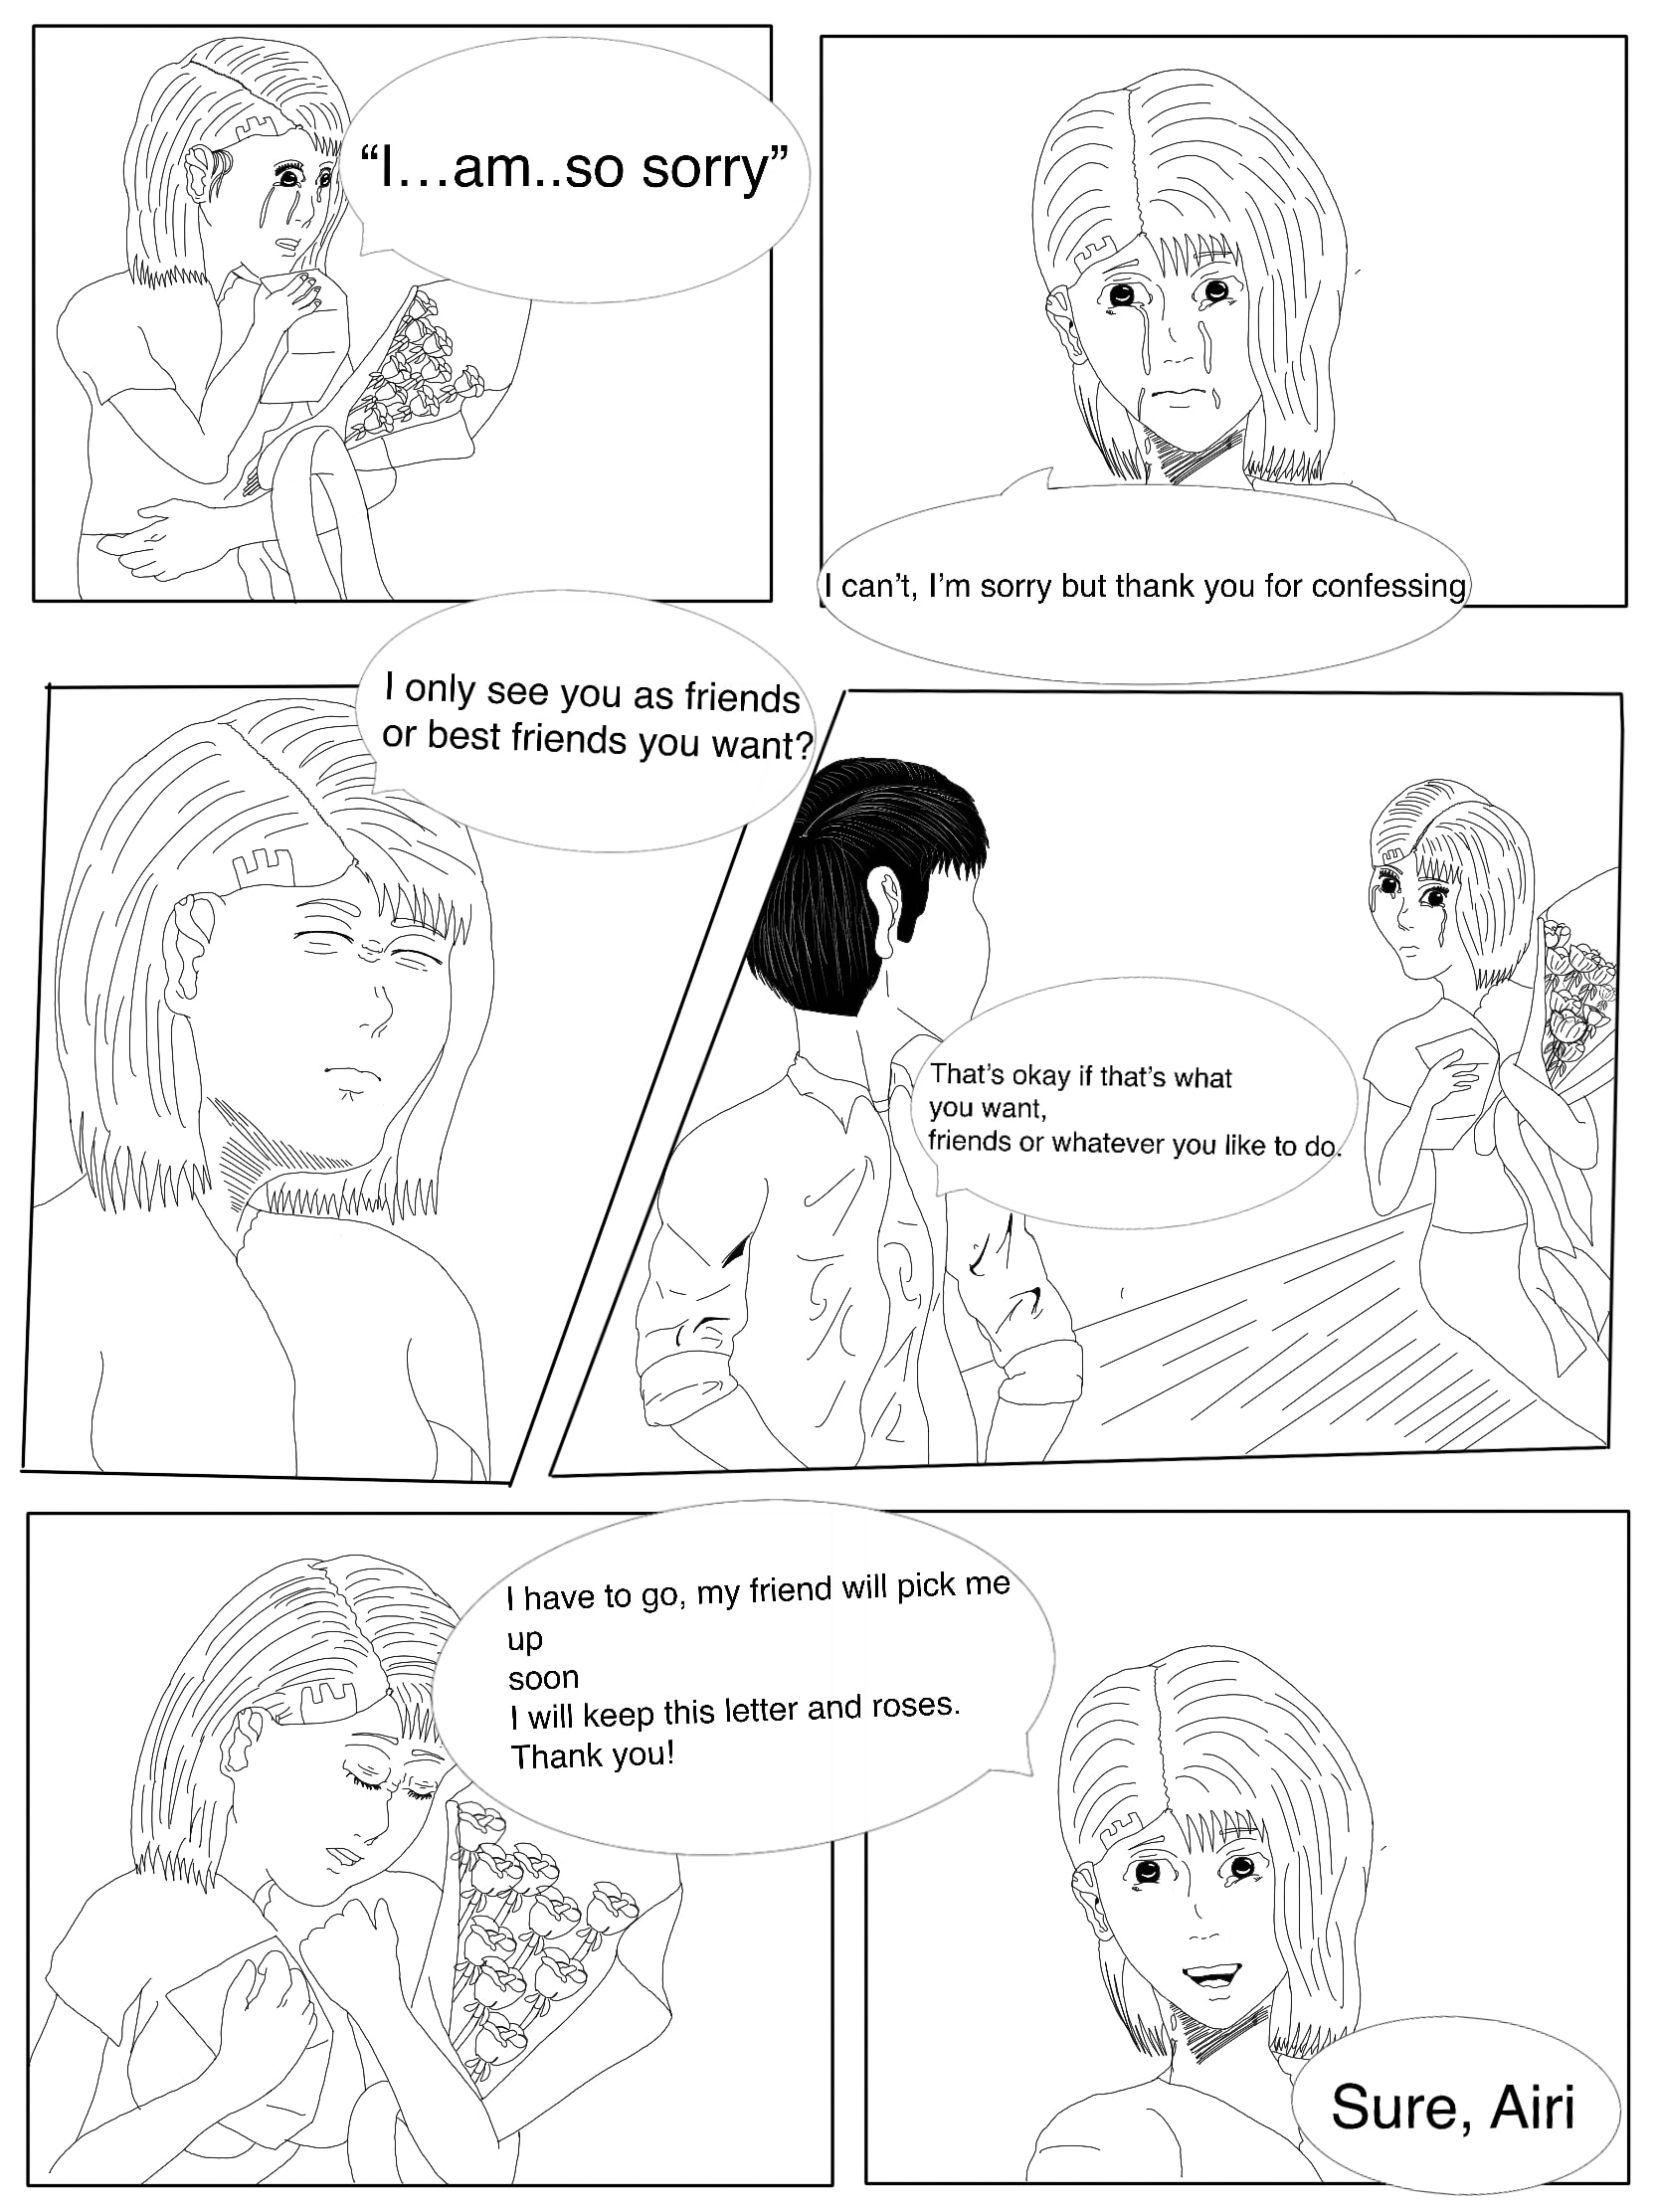 “I...am..so sorry”
I can't, I'm sorry but thank you for confessing
I only see you as friends
or best friends you want?
That's okay if that's what
you want,
friends or whatever you like to do.
I have to go, my friend will pick me
up
soon
I will keep this letter and roses.
Thank you!
Sure, Airi